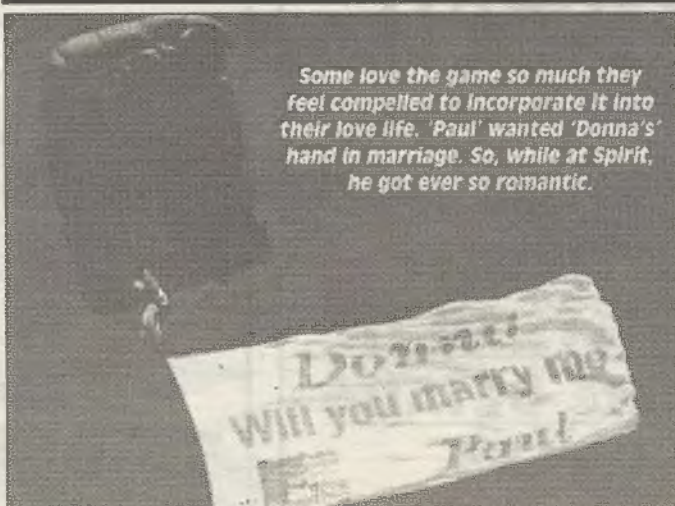 Some love the game so much they
feel compelled to incorporate it into
their love life. 'Paul' wanted 'Donna's'
hand in marriage. So, while at Spirit,
he got ever so romantic.
Donna
Will you marry me
Paul